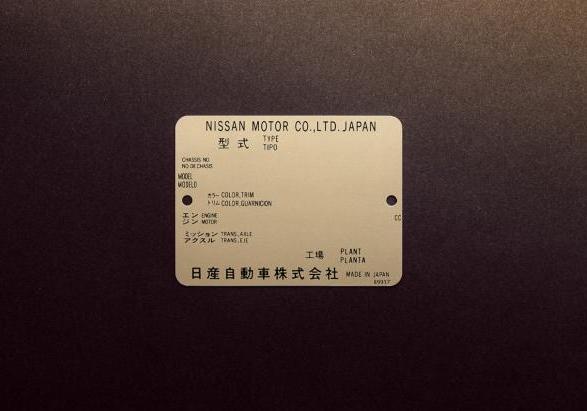 NISSAN MOTOR CO.,LTD. JAPAN
型式 TYPE
TIPO
CHASSIS NO
NO DE CHASIS
MODEL
MODELO
カラー COLOR,TRIM
トリム COLOR,GUARNICION
エン ENGINE
ジン MOTOR
CC
ミッション TRANS,AXLE
アクスル TRANS,EJE
工場 PLANT
PLANTA
日産自動車株式会社 MADE IN JAPAN